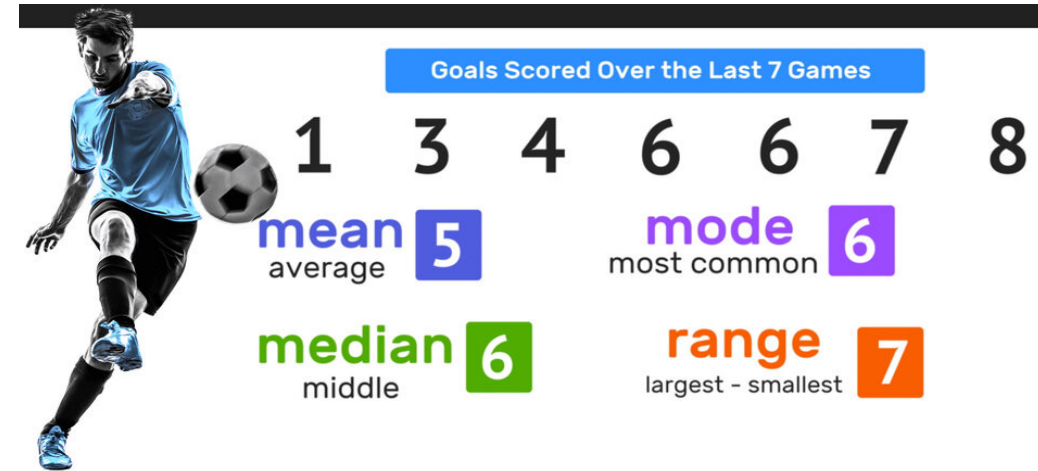 Goals Scored Over the Last 7 Games
1 3 4 6 6 7 8
mean 5
average
mode 6
most common
median 6
middle
range 7
largest - smallest